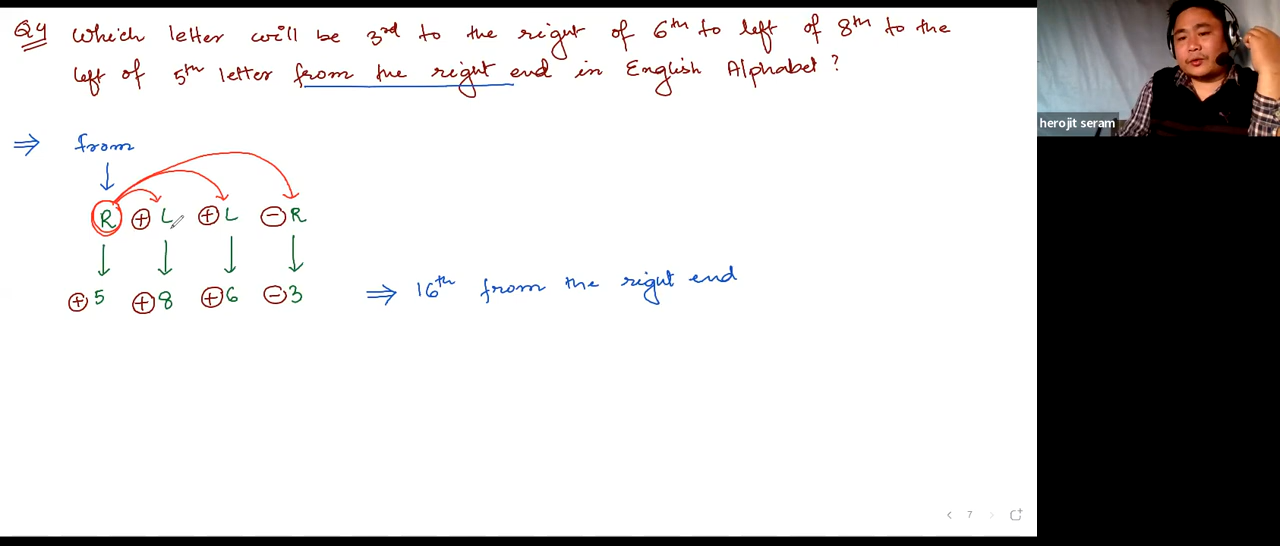 Q4 Which letter will be 3rd to the right of 6th to left of 8th to the
left of 5th letter from the right end in English Alphabet?
herojit seram
⇒ from
R + L + L - R
+ 5 + 8 + 6 - 3 ⇒ 16th from the right end
< 7 >